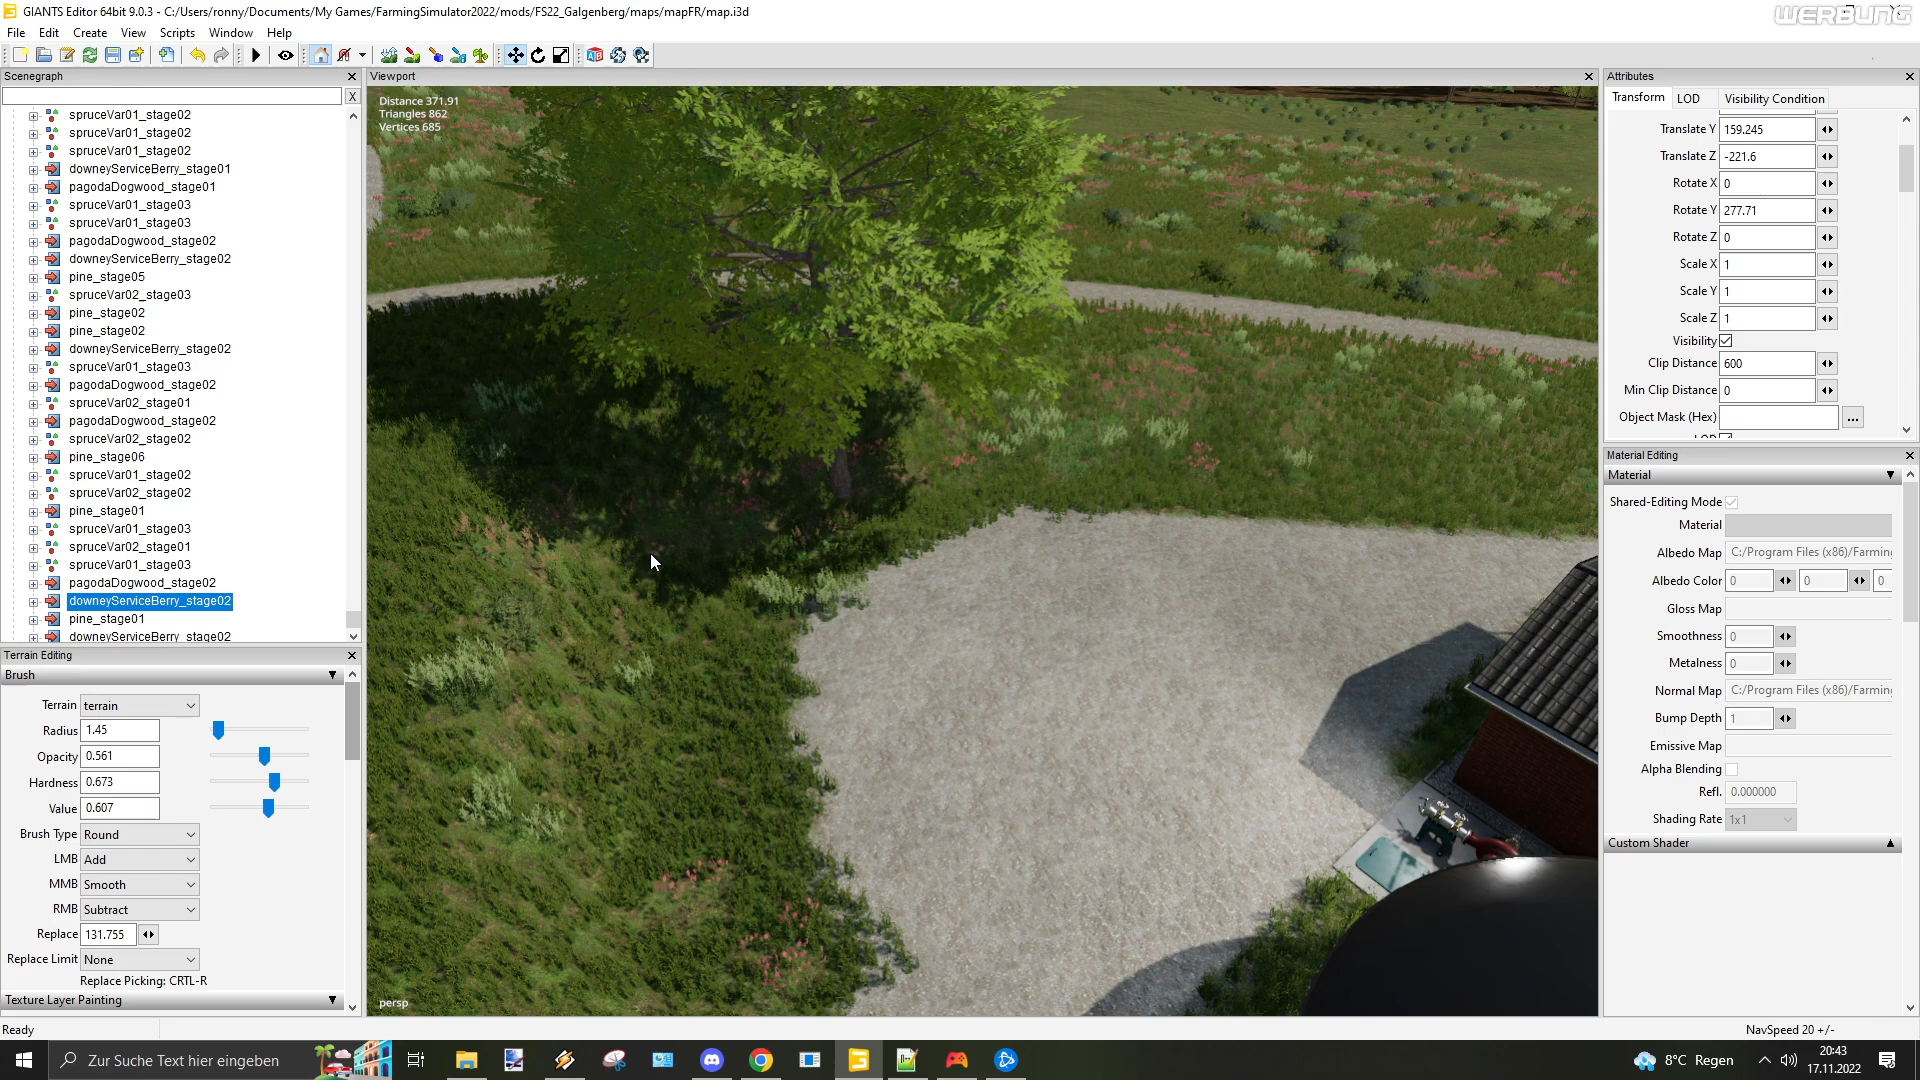 GIANTS Editor 64bit 9.0.3 - C:/Users/ronny/Documents/My Games/FarmingSimulator2022/mods/FS22_Galgenberg/maps/mapFR/map.i3d
WERBUNG
File Edit Create View Scripts Window Help
Scenegraph
X
spruceVar01_stage02
spruceVar01_stage02
spruceVar01_stage02
downeyServiceBerry_stage01
pagodaDogwood_stage01
spruceVar01_stage03
spruceVar01_stage03
pagodaDogwood_stage02
downeyServiceBerry_stage02
pine_stage05
spruceVar02_stage03
pine_stage02
pine_stage02
downeyServiceBerry_stage02
spruceVar01_stage03
pagodaDogwood_stage02
spruceVar02_stage01
pagodaDogwood_stage02
spruceVar02_stage02
pine_stage06
spruceVar01_stage02
spruceVar02_stage02
pine_stage01
spruceVar01_stage03
spruceVar02_stage01
spruceVar01_stage03
pagodaDogwood_stage02
downeyServiceBerry_stage02
pine_stage01
downeyServiceBerry_stage02
Terrain Editing
Brush
Terrain terrain
Radius 1.45
Opacity 0.561
Hardness 0.673
Value 0.607
Brush Type Round
LMB Add
MMB Smooth
RMB Subtract
Replace 131.755
Replace Limit None
Replace Picking: CRTL-R
Texture Layer Painting
Viewport
Distance 371.91
Triangles 862
Vertices 685
persp
Attributes
Transform LOD Visibility Condition
Translate Y 159.245
Translate Z -221.6
Rotate X 0
Rotate Y 277.71
Rotate Z 0
Scale X 1
Scale Y 1
Scale Z 1
Visibility
Clip Distance 600
Min Clip Distance 0
Object Mask (Hex) ...
LOD
Material Editing
Material
Shared-Editing Mode
Material
Albedo Map C:/Program Files (x86)/Farming
Albedo Color 0 0 0
Gloss Map
Smoothness 0
Metalness 0
Normal Map C:/Program Files (x86)/Farming
Bump Depth 1
Emissive Map
Alpha Blending
Refl. 0.000000
Shading Rate 1x1
Custom Shader
Ready
NavSpeed 20 +/-
Zur Suche Text hier eingeben
8°C Regen
20:43
17.11.2022